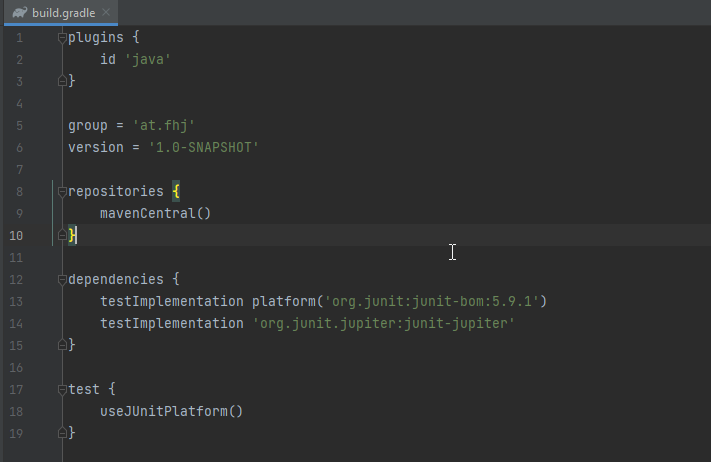 build.gradle
1 plugins {
2     id 'java'
3 }
4
5 group = 'at.fhj'
6 version = '1.0-SNAPSHOT'
7
8 repositories {
9     mavenCentral()
10 }
11
12 dependencies {
13     testImplementation platform('org.junit:junit-bom:5.9.1')
14     testImplementation 'org.junit.jupiter:junit-jupiter'
15 }
16
17 test {
18     useJUnitPlatform()
19 }